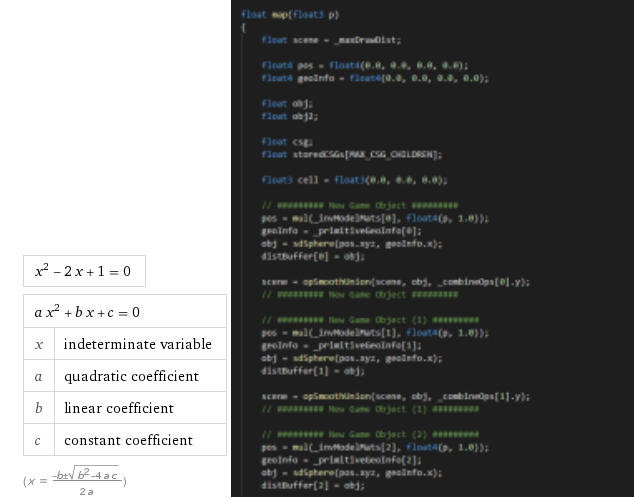 x² − 2 x + 1 = 0
a x² + b x + c = 0
x indeterminate variable
a quadratic coefficient
b linear coefficient
c constant coefficient
(x = -b±√b²-4 a c / 2 a)
float map(float3 p)
{
float scene = _maxDrawDist;
float4 pos = float4(0.0, 0.0, 0.0, 0.0);
float4 geoInfo = float4(0.0, 0.0, 0.0, 0.0);
float obj;
float obj2;
float csg;
float storedCSGs[MAX_CSG_CHILDREN];
float3 cell = float3(0.0, 0.0, 0.0);
// ######### New Game Object #########
pos = mul(_invModelMats[0], float4(p, 1.0));
geoInfo = _primitiveGeoInfo[0];
obj = sdSphere(pos.xyz, geoInfo.x);
distBuffer[0] = obj;
scene = opSmoothUnion(scene, obj, _combineOps[0].y);
// ######### New Game Object #########
// ######### New Game Object (1) #########
pos = mul(_invModelMats[1], float4(p, 1.0));
geoInfo = _primitiveGeoInfo[1];
obj = sdSphere(pos.xyz, geoInfo.x);
distBuffer[1] = obj;
scene = opSmoothUnion(scene, obj, _combineOps[1].y);
// ######### New Game Object (1) #########
// ######### New Game Object (2) #########
pos = mul(_invModelMats[2], float4(p, 1.0));
geoInfo = _primitiveGeoInfo[2];
obj = sdSphere(pos.xyz, geoInfo.x);
distBuffer[2] = obj;